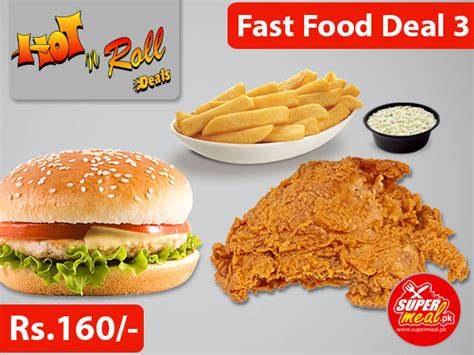 HOT
n Roll
Deals
Fast Food Deal 3
Rs.160/-
SUPER
meal.pk
www.supermeal.pk